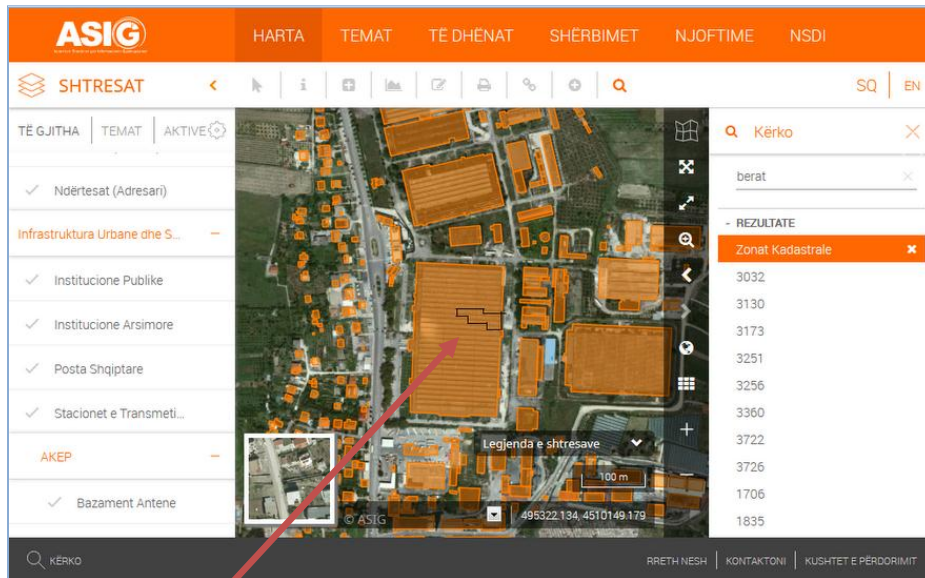 ASIG
HARTA TEMAT TË DHËNAT SHËRBIMET NJOFTIME NSDI
SHTRESAT
SQ EN
TË GJITHA TEMAT AKTIVE
Ndërtesat (Adresari)
Infrastruktura Urbane dhe S...
Institucione Publike
Institucione Arsimore
Posta Shqiptare
Stacionet e Transmeti...
AKEP
Bazament Antene
Legjenda e shtresave
100 m
© ASIG
495322.134, 4510149.179
Kërko
berat
- REZULTATE
Zonat Kadastrale
3032
3130
3173
3251
3256
3360
3722
3726
1706
1835
KËRKO
RRETH NESH KONTAKTONI KUSHTET E PËRDORIMIT